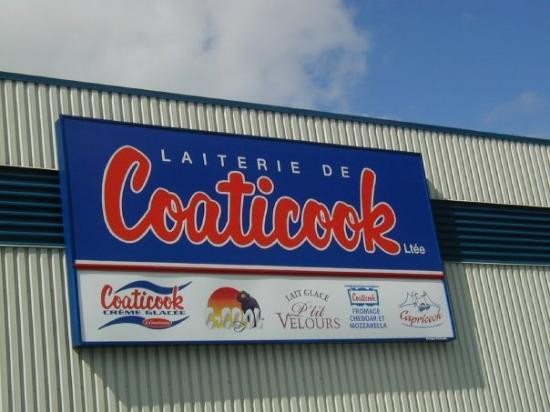 LAITERIE DE
Coaticook
Ltée
Coaticook
CRÈME GLACÉE
LAIT GLACÉ
P'tit
VELOURS
Coaticook
FROMAGE
CHEDDAR ET
MOZZARELLA
Capricook